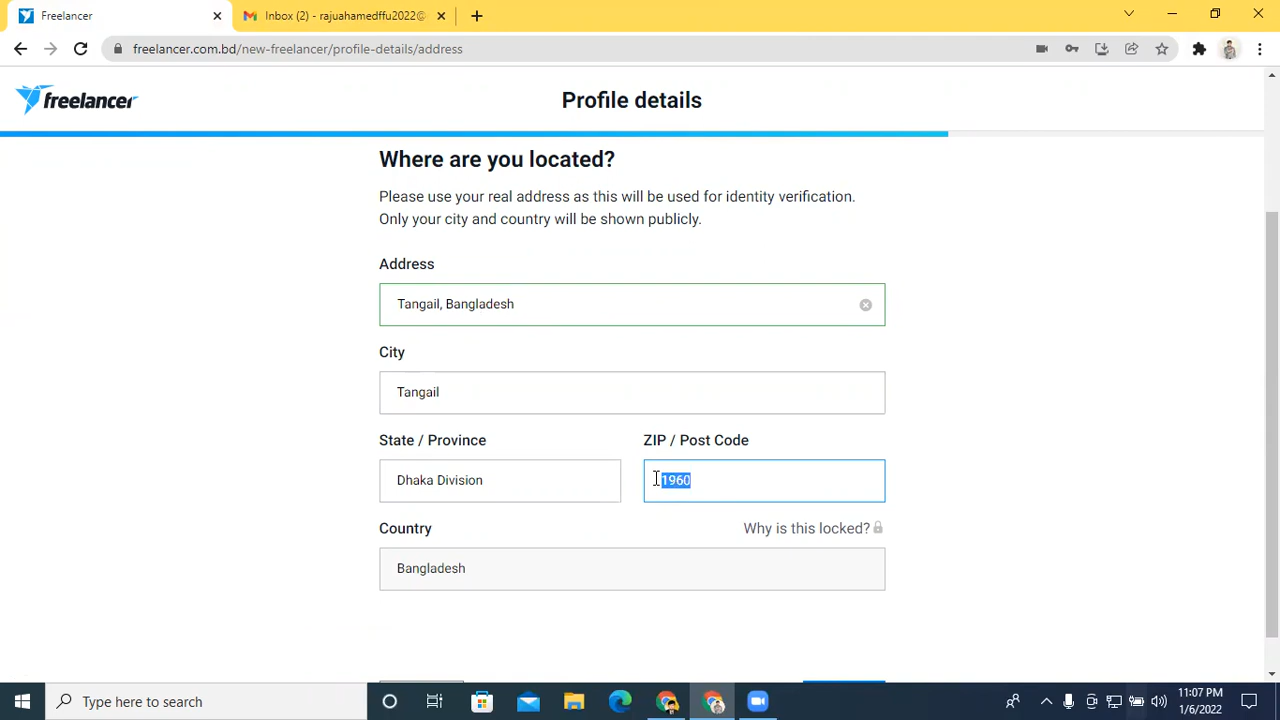 Freelancer
Inbox (2) - rajuahamedffu2022@
freelancer.com.bd/new-freelancer/profile-details/address
freelancer
Profile details
Where are you located?
Please use your real address as this will be used for identity verification.
Only your city and country will be shown publicly.
Address
Tangail, Bangladesh
City
Tangail
State / Province
ZIP / Post Code
Dhaka Division
1960
Country
Why is this locked?
Bangladesh
Type here to search
11:07 PM
1/6/2022